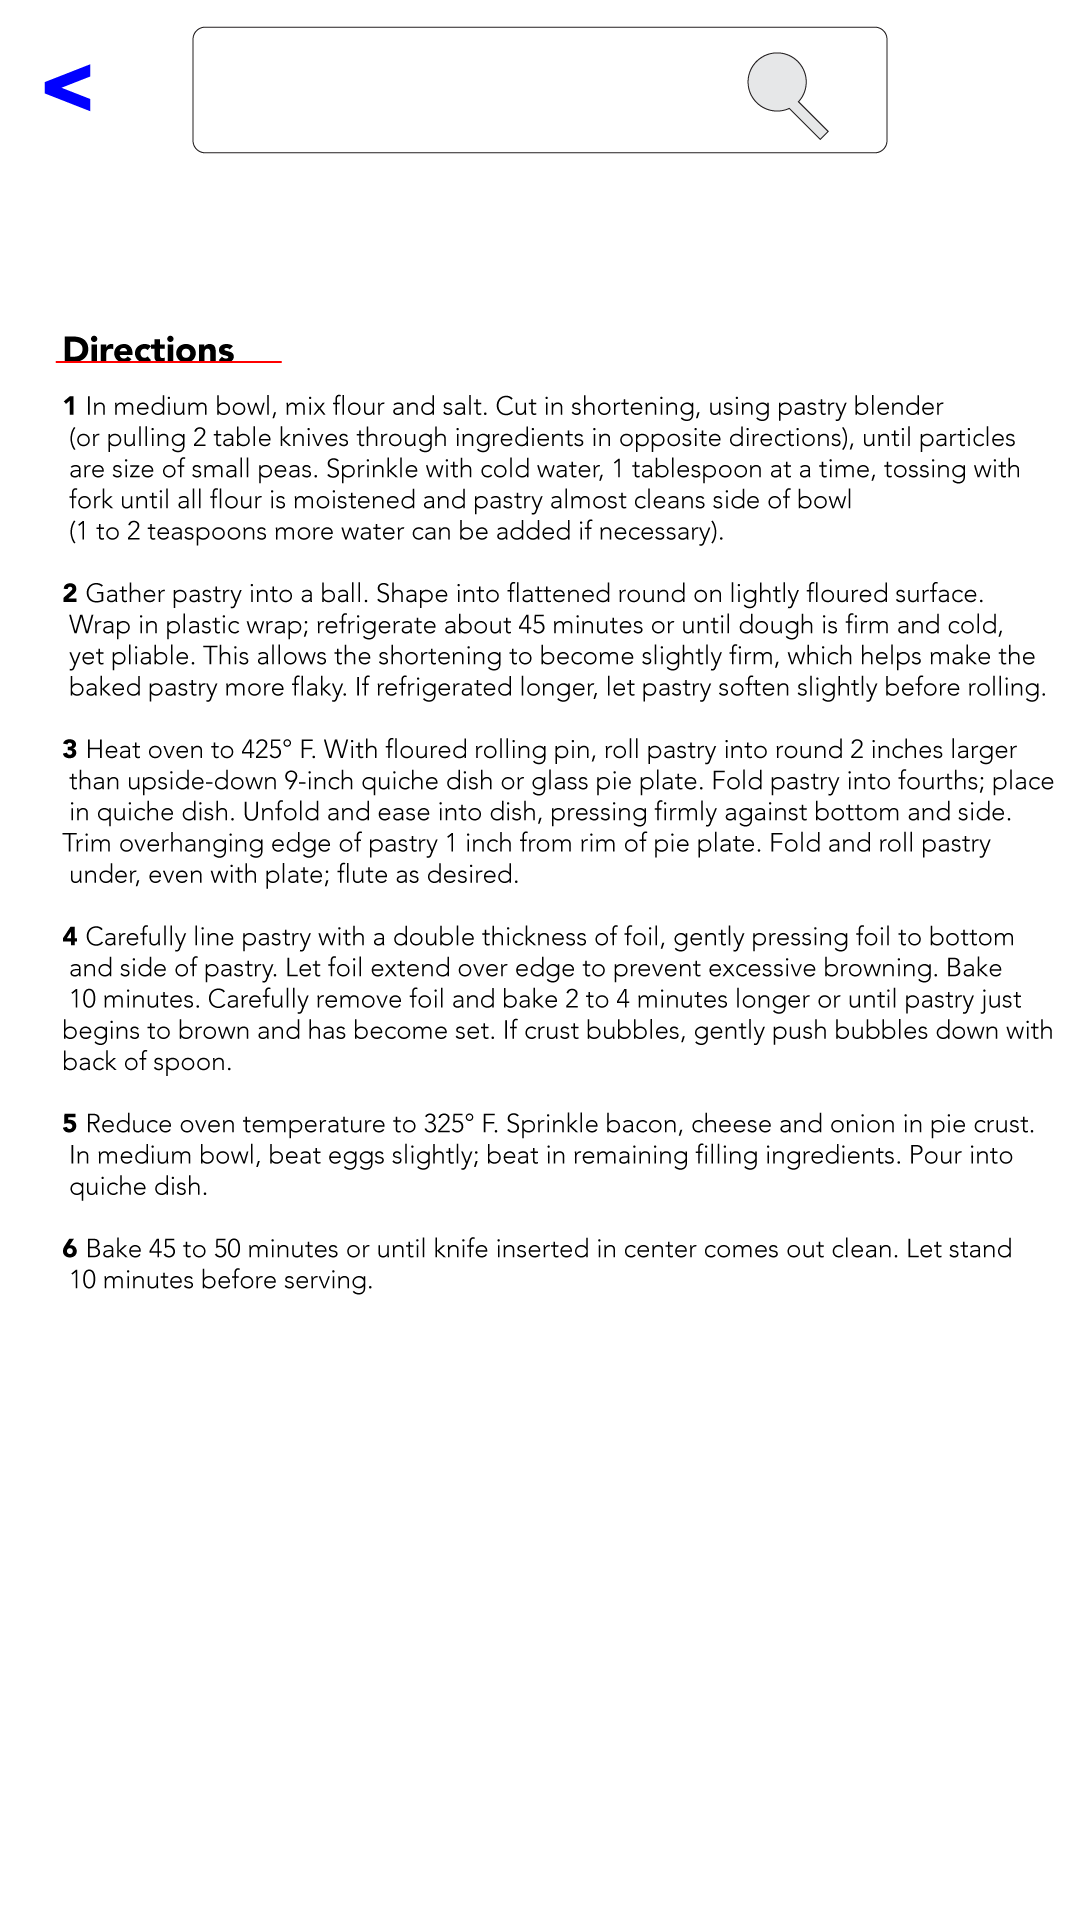 <
Directions
1 In medium bowl, mix flour and salt. Cut in shortening, using pastry blender
(or pulling 2 table knives through ingredients in opposite directions), until particles
are size of small peas. Sprinkle with cold water, 1 tablespoon at a time, tossing with
fork until all flour is moistened and pastry almost cleans side of bowl
(1 to 2 teaspoons more water can be added if necessary).
2 Gather pastry into a ball. Shape into flattened round on lightly floured surface.
Wrap in plastic wrap; refrigerate about 45 minutes or until dough is firm and cold,
yet pliable. This allows the shortening to become slightly firm, which helps make the
baked pastry more flaky. If refrigerated longer, let pastry soften slightly before rolling.
3 Heat oven to 425° F. With floured rolling pin, roll pastry into round 2 inches larger
than upside-down 9-inch quiche dish or glass pie plate. Fold pastry into fourths; place
in quiche dish. Unfold and ease into dish, pressing firmly against bottom and side.
Trim overhanging edge of pastry 1 inch from rim of pie plate. Fold and roll pastry
under, even with plate; flute as desired.
4 Carefully line pastry with a double thickness of foil, gently pressing foil to bottom
and side of pastry. Let foil extend over edge to prevent excessive browning. Bake
10 minutes. Carefully remove foil and bake 2 to 4 minutes longer or until pastry just
begins to brown and has become set. If crust bubbles, gently push bubbles down with
back of spoon.
5 Reduce oven temperature to 325° F. Sprinkle bacon, cheese and onion in pie crust.
In medium bowl, beat eggs slightly; beat in remaining filling ingredients. Pour into
quiche dish.
6 Bake 45 to 50 minutes or until knife inserted in center comes out clean. Let stand
10 minutes before serving.